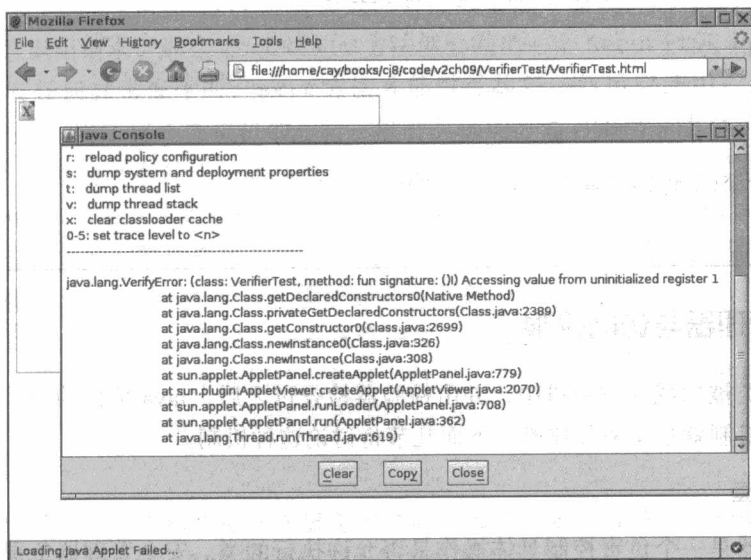 Mozilla Firefox
File Edit View History Bookmarks Tools Help
file:///home/cay/books/cj8/code/v2ch09/VerifierTest/VerifierTest.html
Java Console
r: reload policy configuration
s: dump system and deployment properties
t: dump thread list
v: dump thread stack
x: clear classloader cache
0-5: set trace level to <n>
----------------------------------------------------
java.lang.VerifyError: (class: VerifierTest, method: fun signature: ()I) Accessing value from uninitialized register 1
at java.lang.Class.getDeclaredConstructors0(Native Method)
at java.lang.Class.privateGetDeclaredConstructors(Class.java:2389)
at java.lang.Class.getConstructor0(Class.java:2699)
at java.lang.Class.newInstance0(Class.java:326)
at java.lang.Class.newInstance(Class.java:308)
at sun.applet.AppletPanel.createApplet(AppletPanel.java:779)
at sun.plugin.AppletViewer.createApplet(AppletViewer.java:2070)
at sun.applet.AppletPanel.runLoader(AppletPanel.java:708)
at sun.applet.AppletPanel.run(AppletPanel.java:362)
at java.lang.Thread.run(Thread.java:619)
Clear Copy Close
Loading Java Applet Failed...